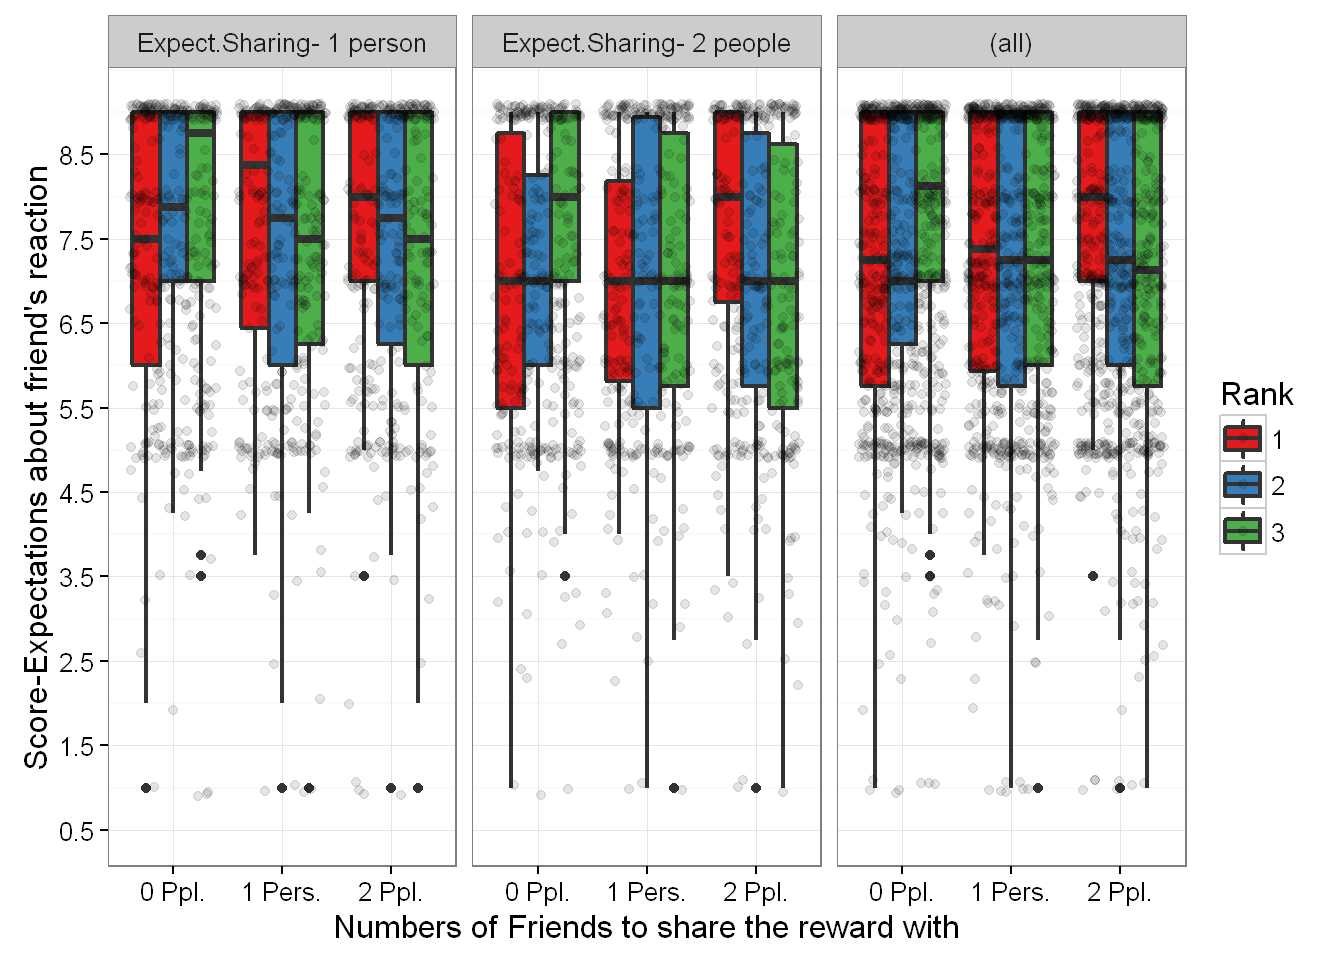 Expect.Sharing- 1 person
Expect.Sharing- 2 people
(all)
Score-Expectations about friend's reaction
8.5
7.5
6.5
5.5
4.5
3.5
2.5
1.5
0.5
0 Ppl.
1 Pers.
2 Ppl.
0 Ppl.
1 Pers.
2 Ppl.
0 Ppl.
1 Pers.
2 Ppl.
Numbers of Friends to share the reward with
Rank
1
2
3